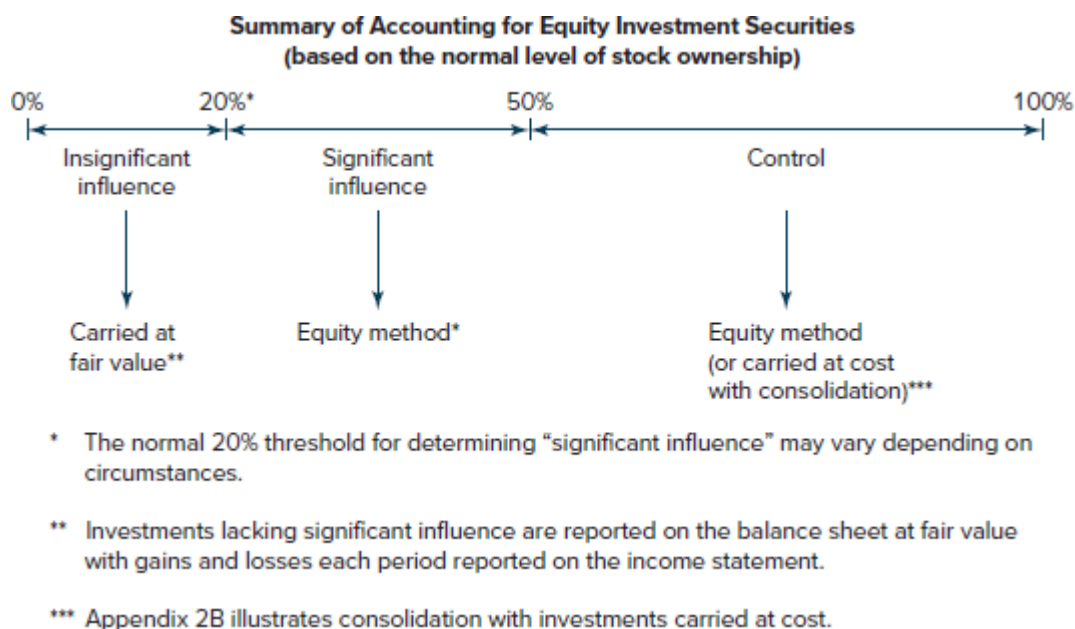 Summary of Accounting for Equity Investment Securities
(based on the normal level of stock ownership)
0% 20%* 50% 100%
Insignificant influence
Significant influence
Control
Carried at fair value**
Equity method*
Equity method
(or carried at cost
with consolidation)***
* The normal 20% threshold for determining “significant influence” may vary depending on
circumstances.
** Investments lacking significant influence are reported on the balance sheet at fair value
with gains and losses each period reported on the income statement.
*** Appendix 2B illustrates consolidation with investments carried at cost.